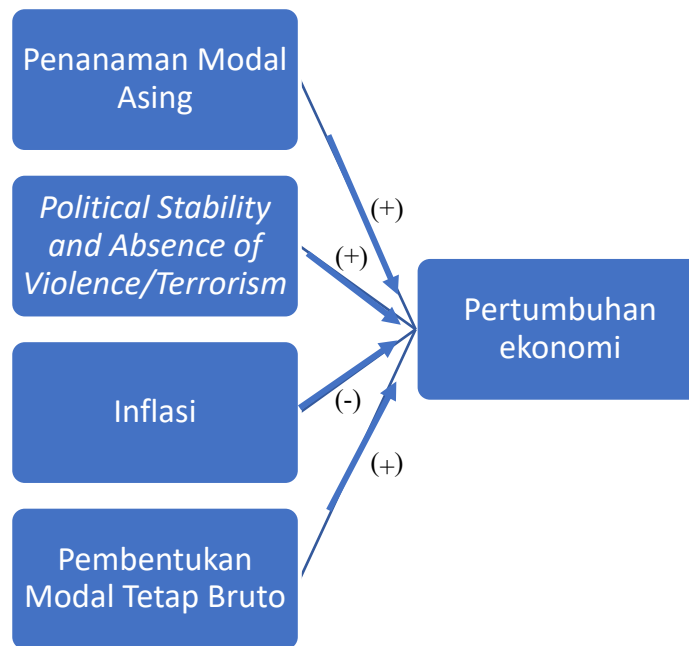 Penanaman Modal
Asing
(+)
Political Stability
and Absence of
Violence/Terrorism
(+)
Pertumbuhan
ekonomi
Inflasi
(-)
(+)
Pembentukan
Modal Tetap Bruto